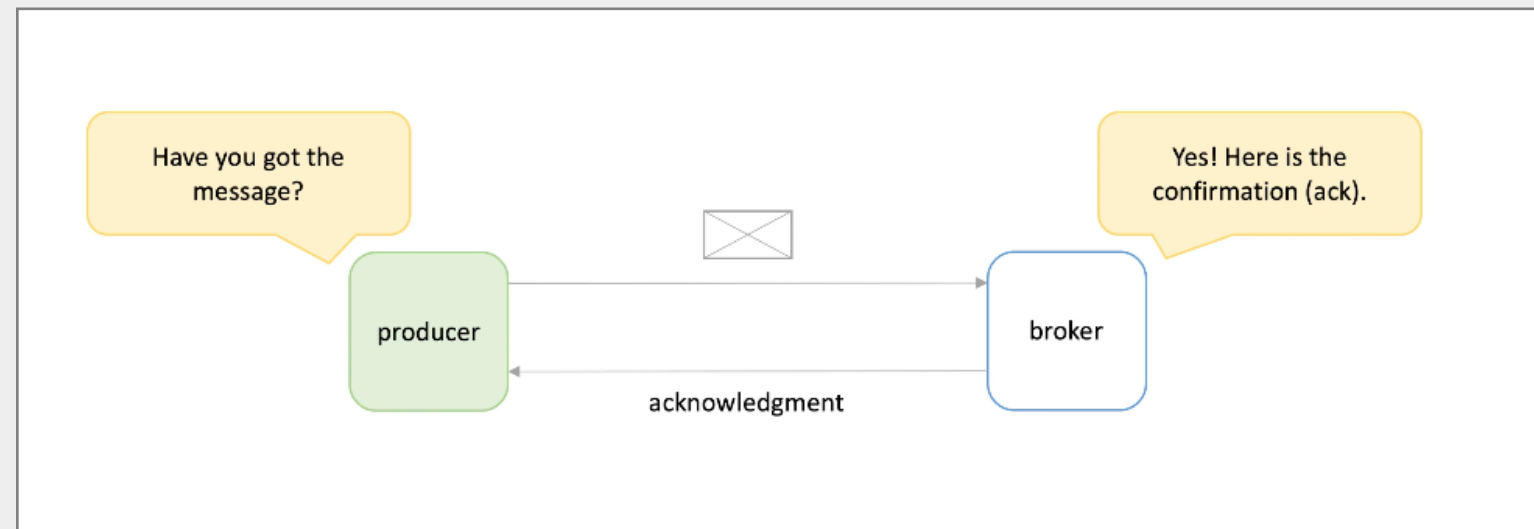 Have you got the
message?
Yes! Here is the
confirmation (ack).
producer
broker
acknowledgment